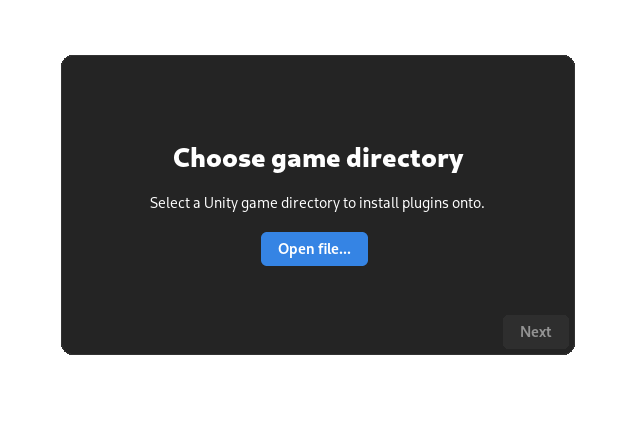 Choose game directory
Select a Unity game directory to install plugins onto.
Open file...
Next